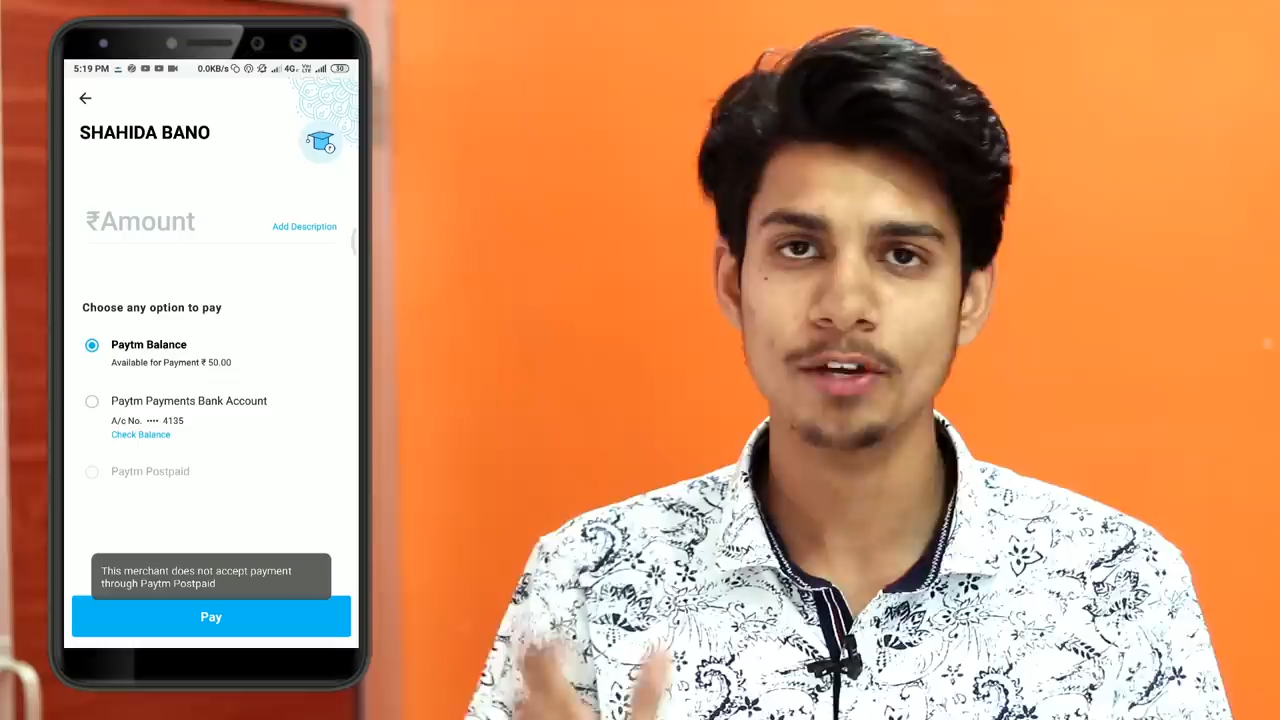 5:19 PM 0.0KB/s 4G VoLTE 30
SHAHIDA BANO
₹Amount
Add Description
Choose any option to pay
Paytm Balance
Available for Payment ₹ 50.00
Paytm Payments Bank Account
A/c No. •••• 4135
Check Balance
Paytm Postpaid
This merchant does not accept payment
through Paytm Postpaid
Pay